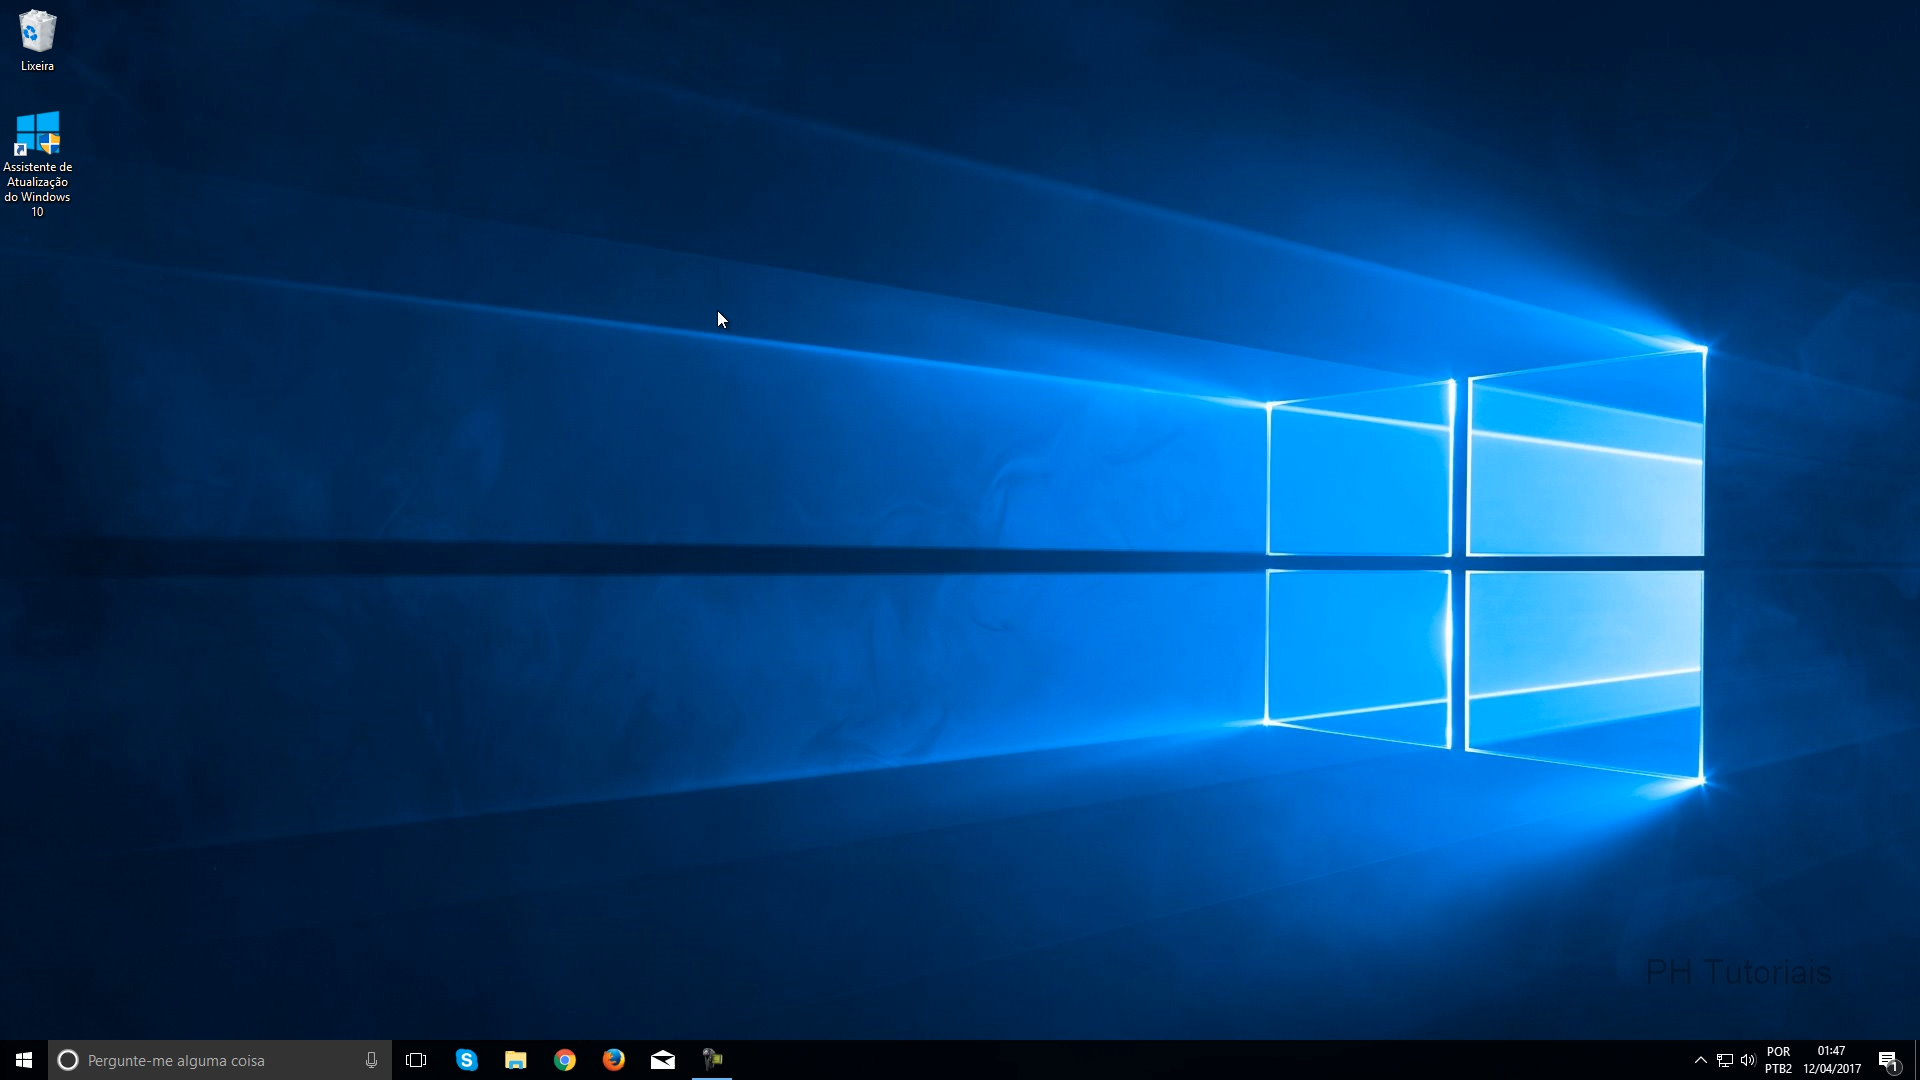 Lixeira
Assistente de
Atualização
do Windows
10
PH Tutoriais
Pergunte-me alguma coisa
POR
PTB2
01:47
12/04/2017
1